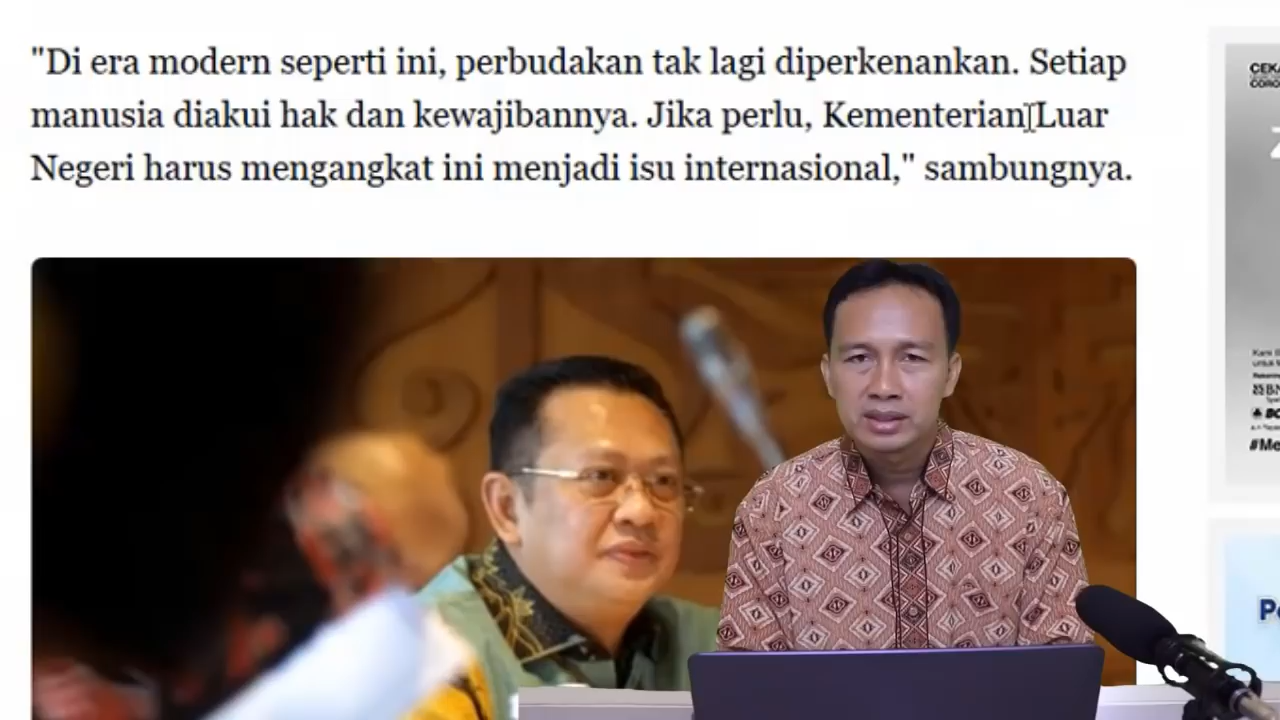 "Di era modern seperti ini, perbudakan tak lagi diperkenankan. Setiap
manusia diakui hak dan kewajibannya. Jika perlu, Kementerian Luar
Negeri harus mengangkat ini menjadi isu internasional," sambungnya.